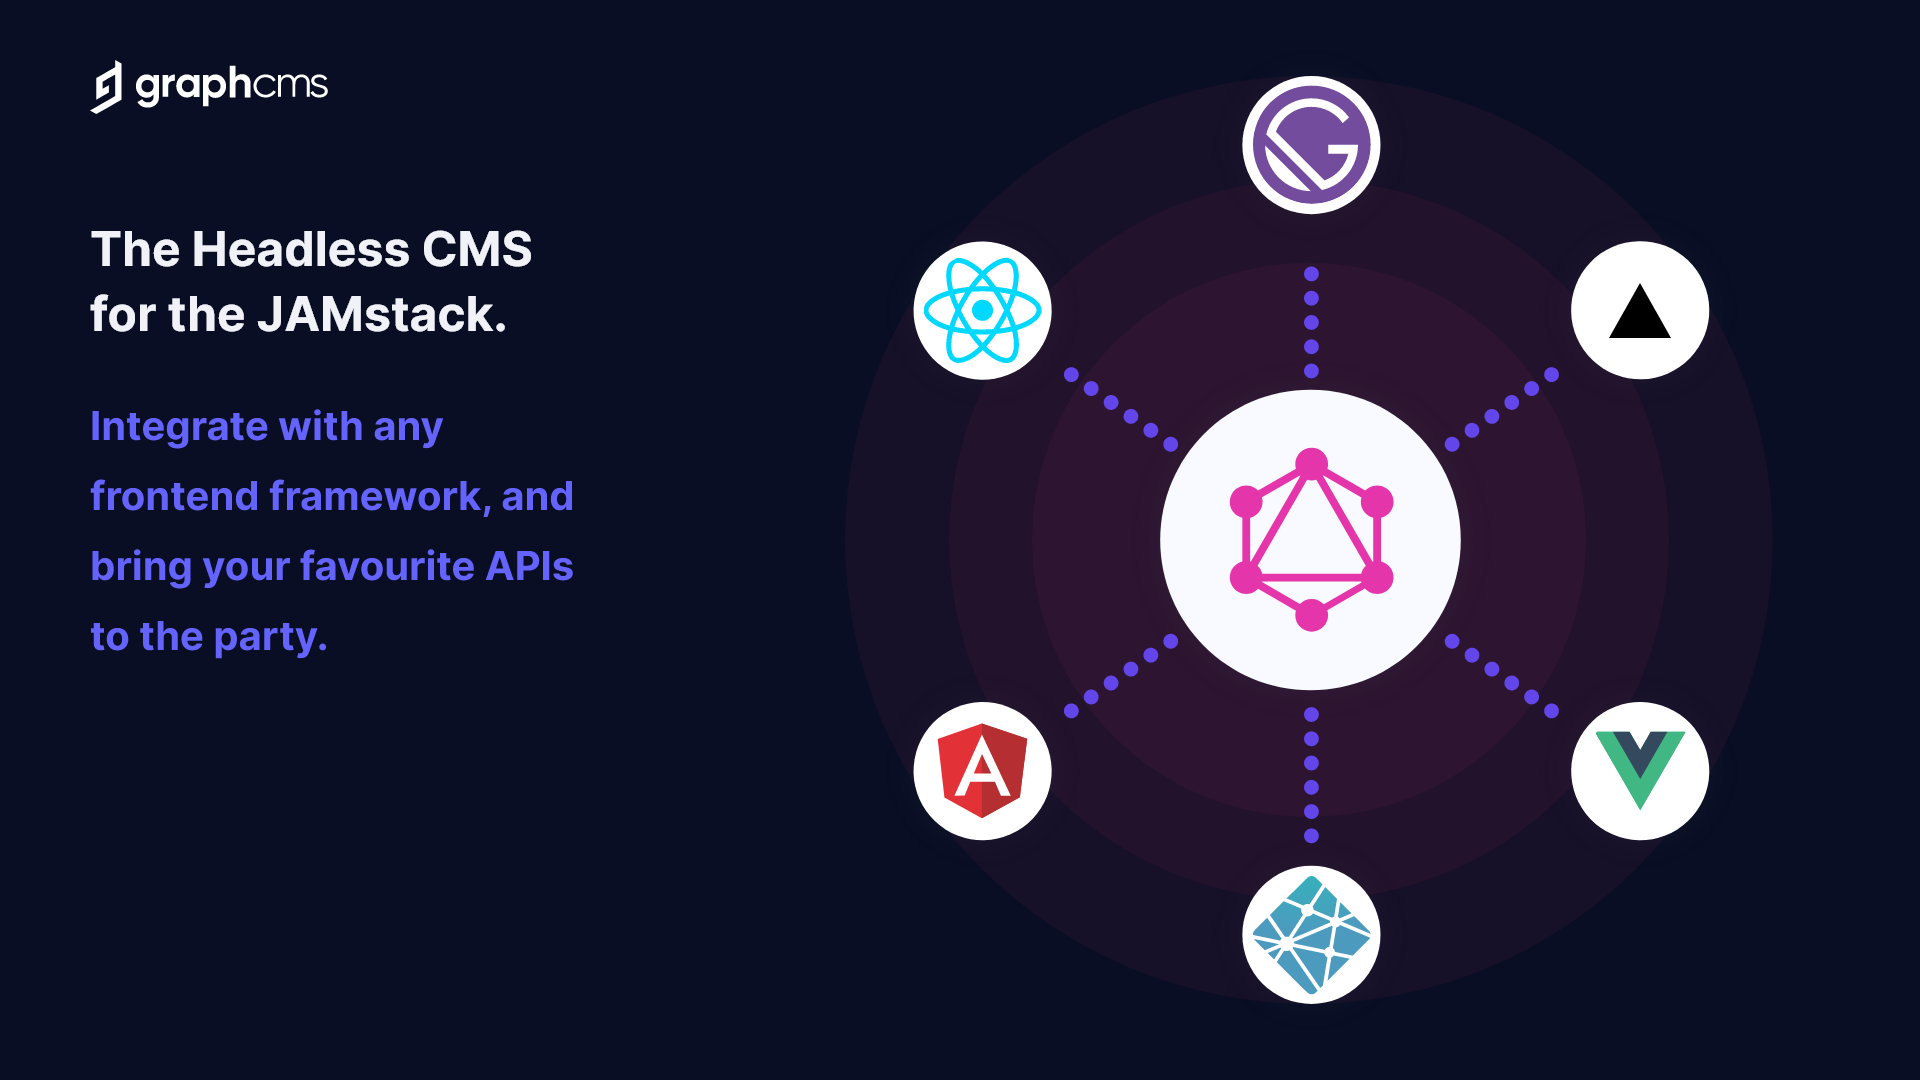 graphcms
The Headless CMS
for the JAMstack.
Integrate with any
frontend framework, and
bring your favourite APIs
to the party.